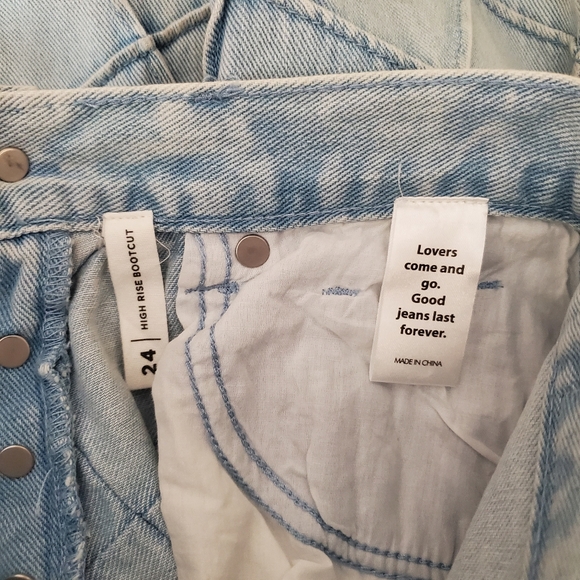 24 | HIGH RISE BOOTCUT
Lovers
come and
go.
Good
jeans last
forever.
MADE IN CHINA